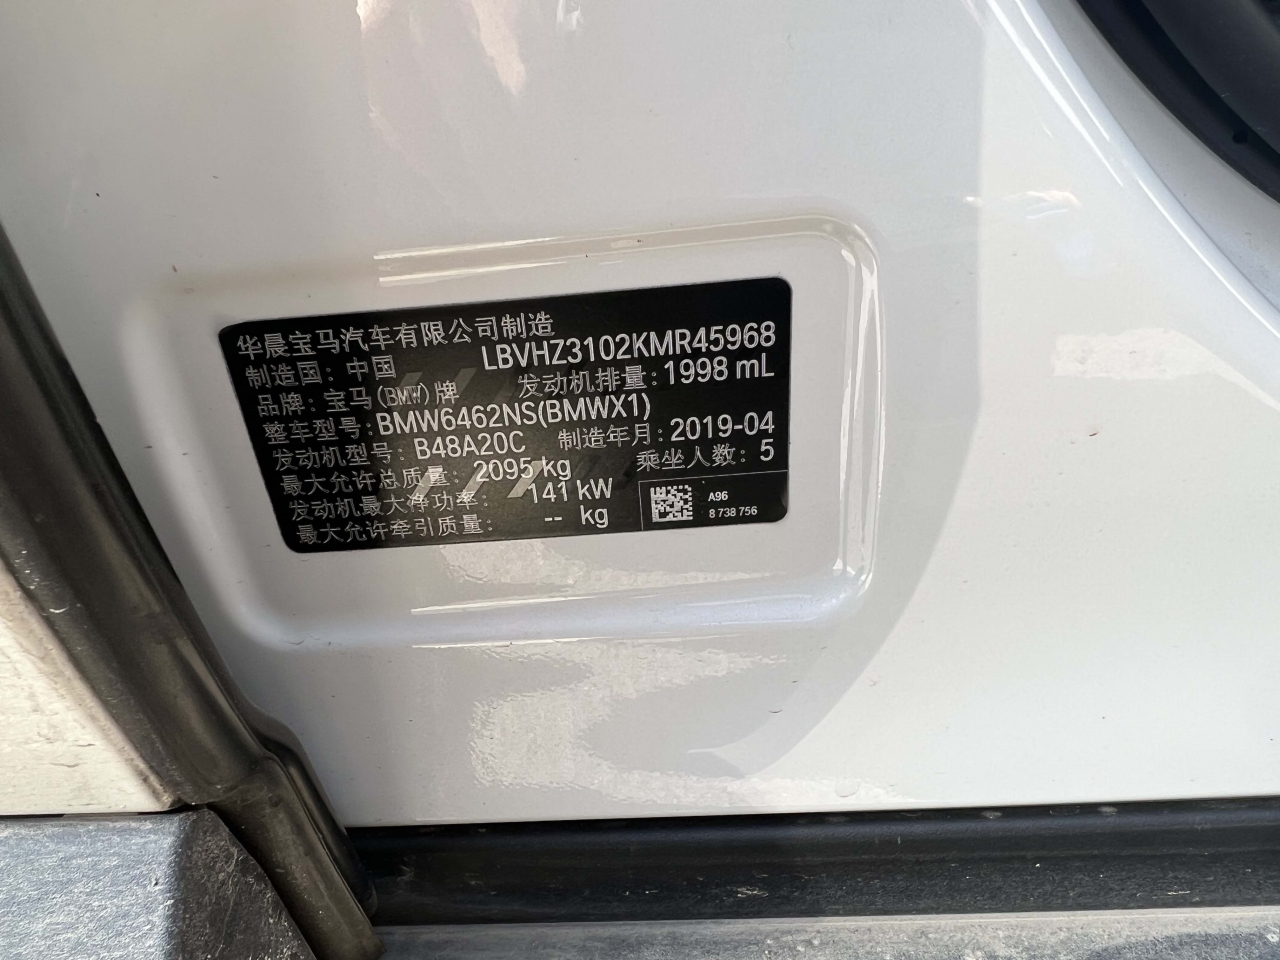 华晨宝马汽车有限公司制造
制造国：中国 LBVHZ3102KMR45968
品牌：宝马(BMW)牌 发动机排量：1998 mL
整车型号：BMW6462NS(BMWX1)
发动机型号：B48A20C 制造年月：2019-04
最大允许总质量：2095 kg 乘坐人数：5
发动机最大净功率：141 kW
最大允许牵引质量：-- kg
A96
8 738 756